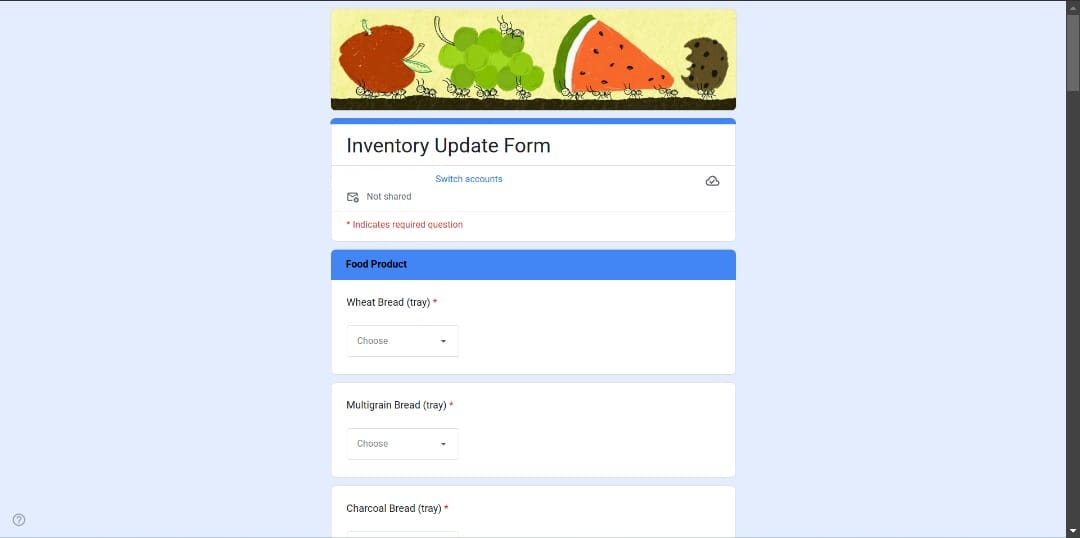 Inventory Update Form
Switch accounts
Not shared
* Indicates required question
Food Product
Wheat Bread (tray) *
Choose
Multigrain Bread (tray) *
Choose
Charcoal Bread (tray) *